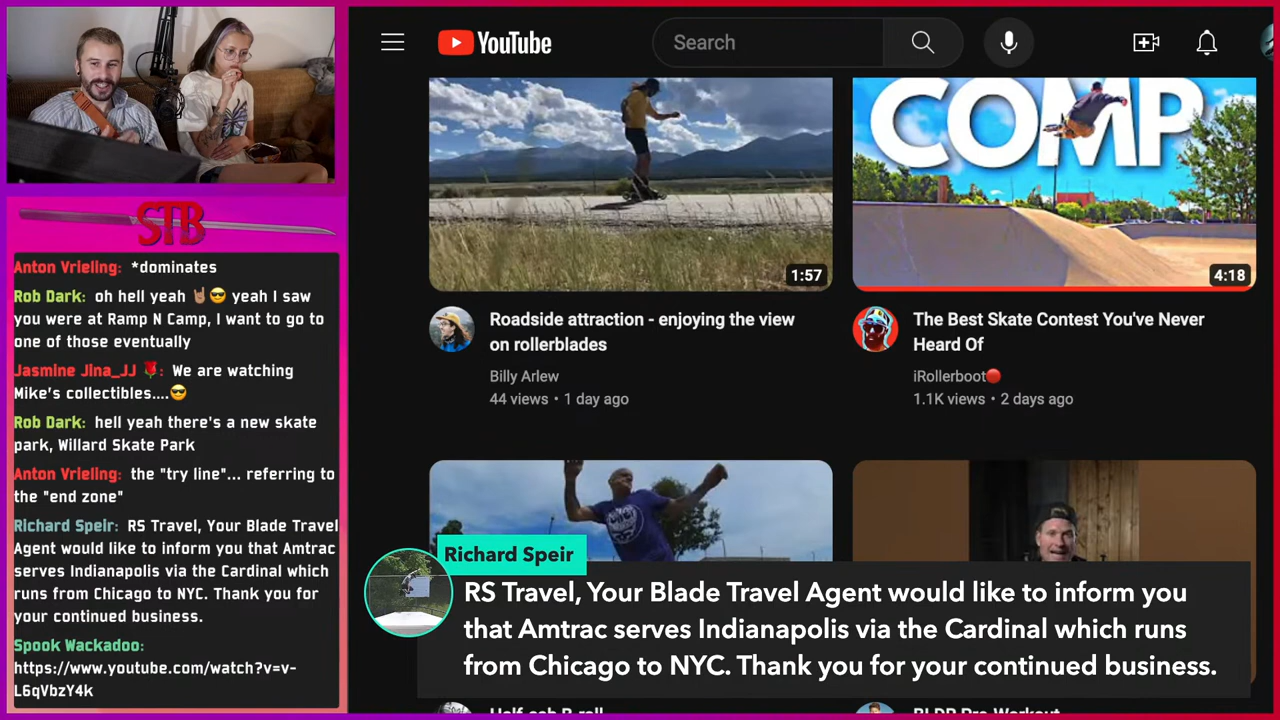 YouTube
Search
COMP
1:57
4:18
Roadside attraction - enjoying the view
on rollerblades
Billy Arlew
44 views • 1 day ago
The Best Skate Contest You've Never
Heard Of
iRollerboot🔴
1.1K views • 2 days ago
STB
Anton Vrieling: *dominates
Rob Dark: oh hell yeah 🤘🏽😎 yeah I saw
you were at Ramp N Camp, I want to go to
one of those eventually
Jasmine Jina_JJ 🌹: We are watching
Mike's collectibles....😎
Rob Dark: hell yeah there's a new skate
park, Willard Skate Park
Anton Vrieling: the "try line"... referring to
the "end zone"
Richard Speir: RS Travel, Your Blade Travel
Agent would like to inform you that Amtrac
serves Indianapolis via the Cardinal which
runs from Chicago to NYC. Thank you for
your continued business.
Spook Wackadoo:
https://www.youtube.com/watch?v=v-
L6qVbzY4k
Richard Speir
RS Travel, Your Blade Travel Agent would like to inform you
that Amtrac serves Indianapolis via the Cardinal which runs
from Chicago to NYC. Thank you for your continued business.